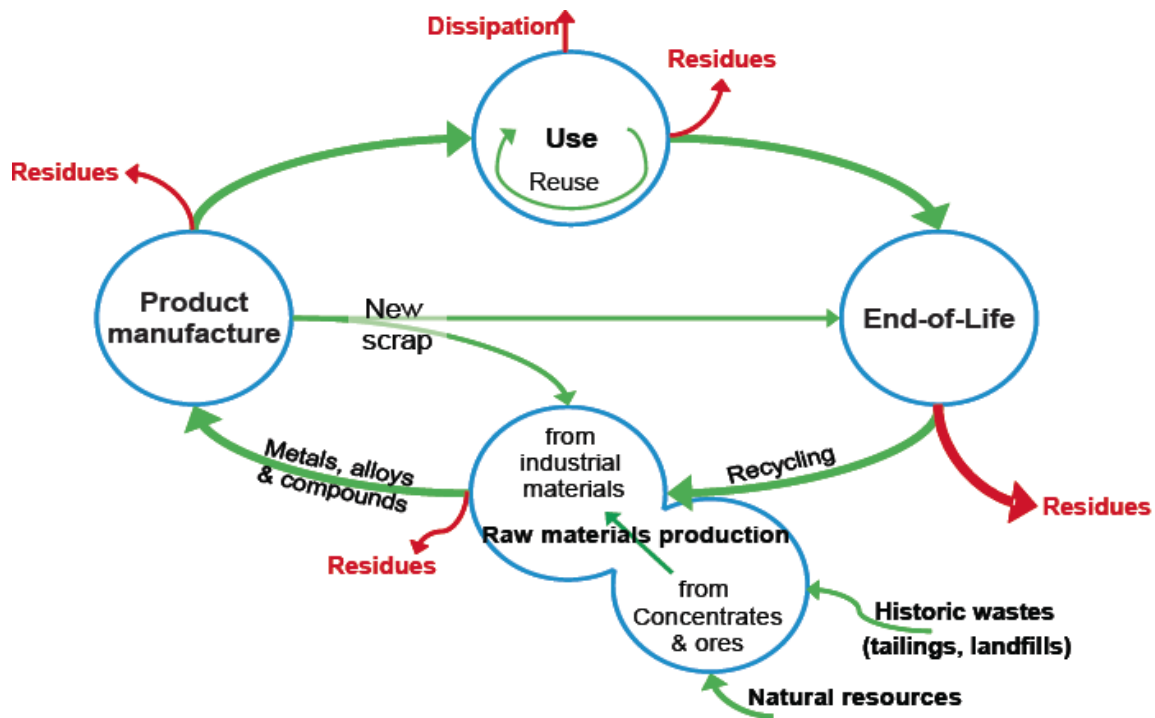 Dissipation
Residues
Use
Reuse
Residues
Product
manufacture
New
scrap
End-of-Life
from
industrial
materials
Metals, alloys
& compounds
Recycling
Residues
Raw materials production
Residues
from
Concentrates
& ores
Historic wastes
(tailings, landfills)
Natural resources